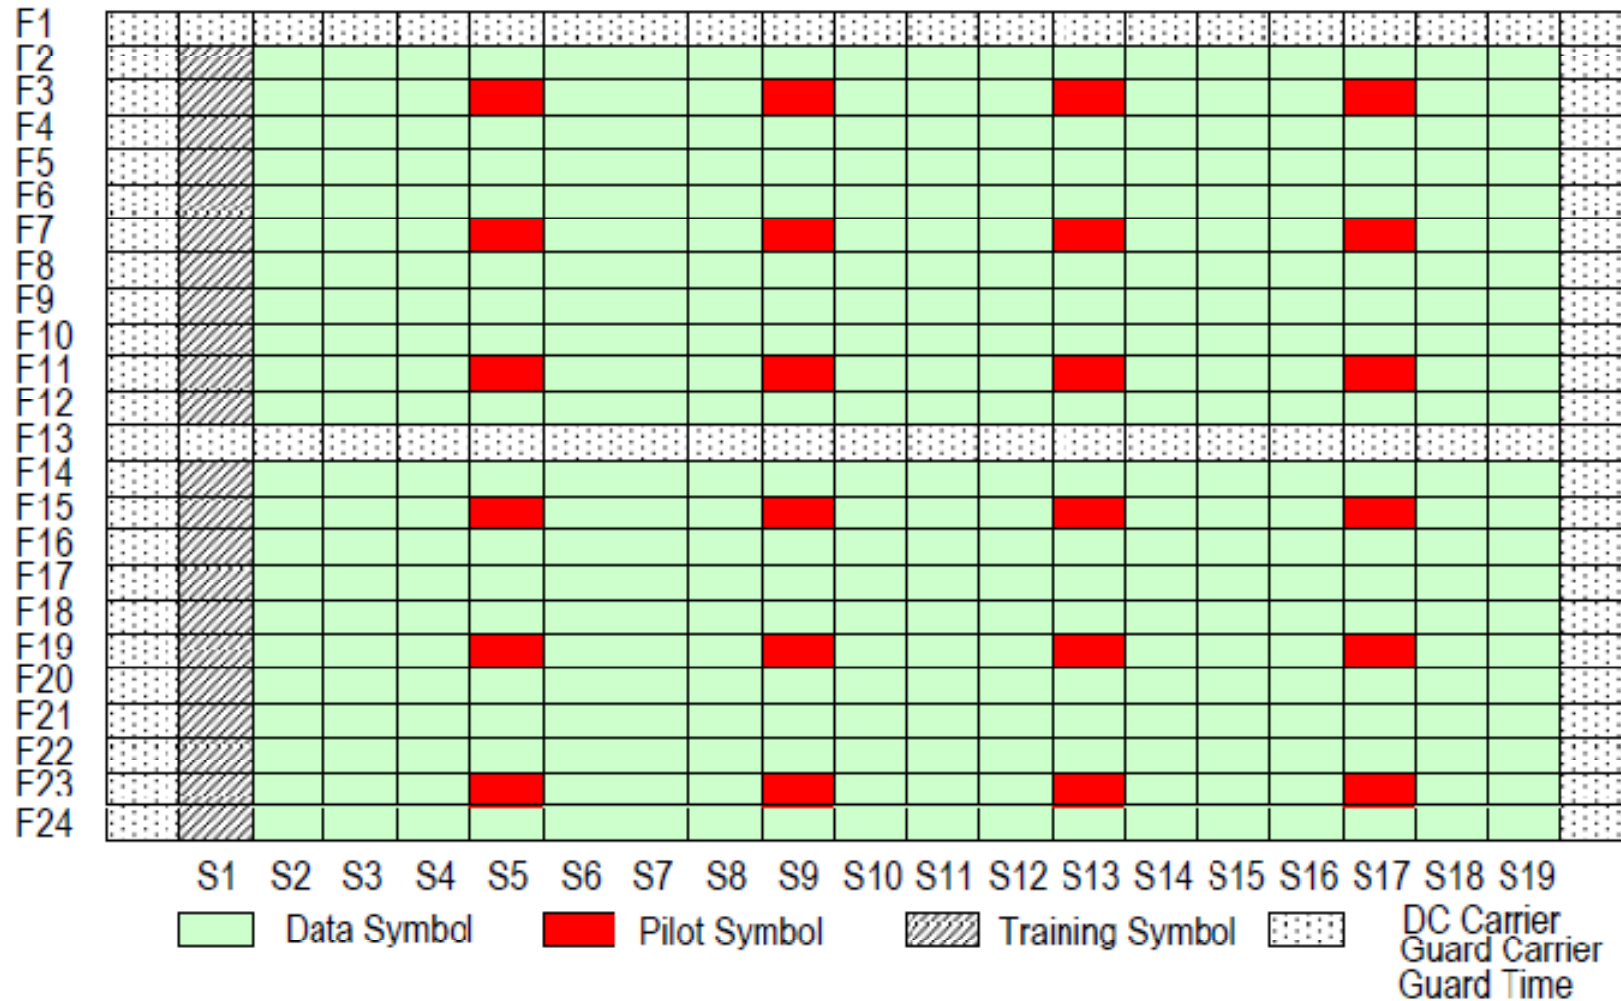 F1
F2
F3
F4
F5
F6
F7
F8
F9
F10
F11
F12
F13
F14
F15
F16
F17
F18
F19
F20
F21
F22
F23
F24
S1 S2 S3 S4 S5 S6 S7 S8 S9 S10 S11 S12 S13 S14 S15 S16 S17 S18 S19
Data Symbol Pilot Symbol Training Symbol DC Carrier
Guard Carrier
Guard Time